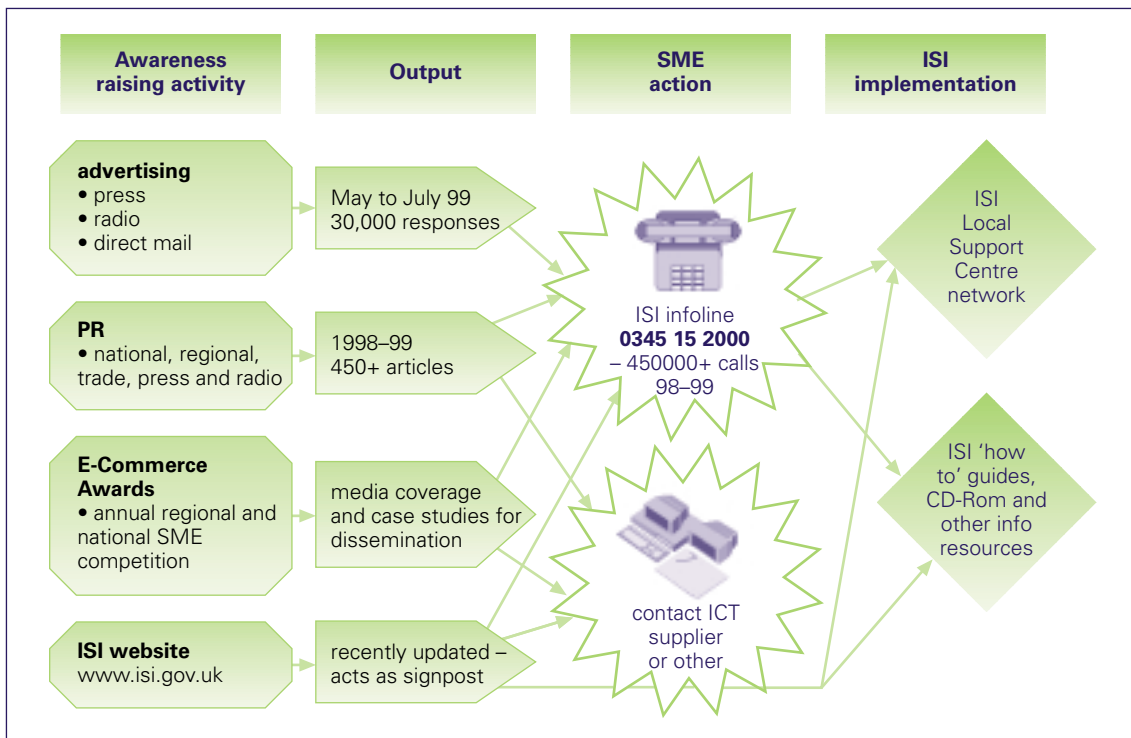 Awareness
raising activity
Output
SME
action
ISI
implementation
advertising
• press
• radio
• direct mail
May to July 99
30,000 responses
PR
• national, regional,
trade, press and radio
1998–99
450+ articles
E-Commerce
Awards
• annual regional and
national SME
competition
media coverage
and case studies for
dissemination
ISI website
www.isi.gov.uk
recently updated –
acts as signpost
ISI infoline
0345 15 2000
– 450000+ calls
98–99
contact ICT
supplier
or other
ISI
Local
Support
Centre
network
ISI ‘how
to’ guides,
CD-Rom and
other info
resources